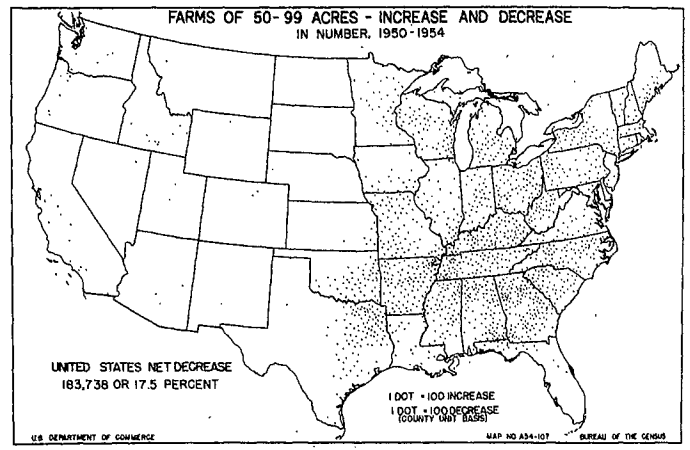 FARMS OF 50-99 ACRES - INCREASE AND DECREASE
IN NUMBER, 1950-1954
UNITED STATES NET DECREASE
183,738 OR 17.5 PERCENT
1 DOT = 100 INCREASE
1 DOT = 100 DECREASE
(COUNTY UNIT BASIS)
U.S. DEPARTMENT OF COMMERCE
MAP NO. A54-107
BUREAU OF THE CENSUS